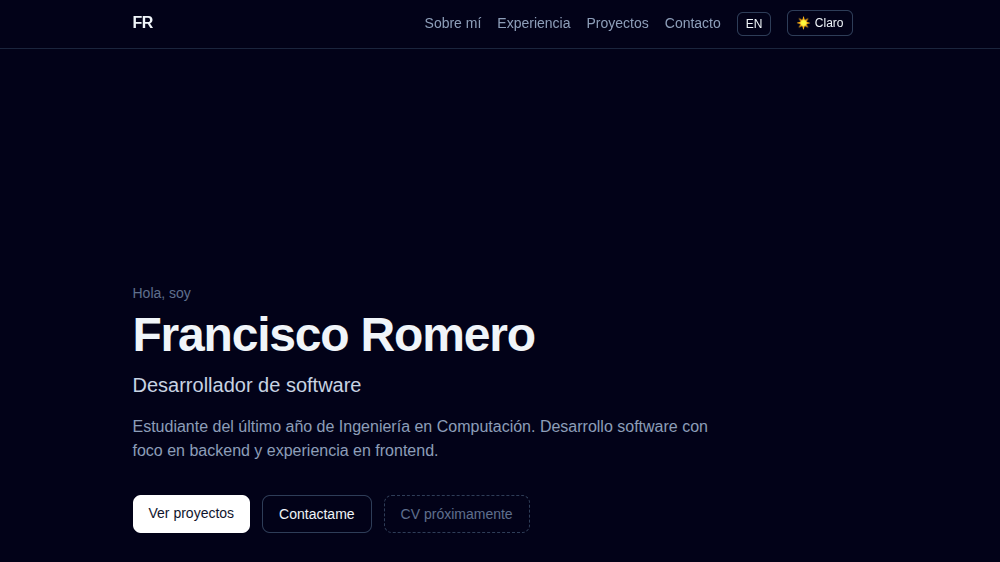 FR
Sobre mí Experiencia Proyectos Contacto EN ☀️ Claro
Hola, soy
Francisco Romero
Desarrollador de software
Estudiante del último año de Ingeniería en Computación. Desarrollo software con
foco en backend y experiencia en frontend.
Ver proyectos Contactame CV próximamente